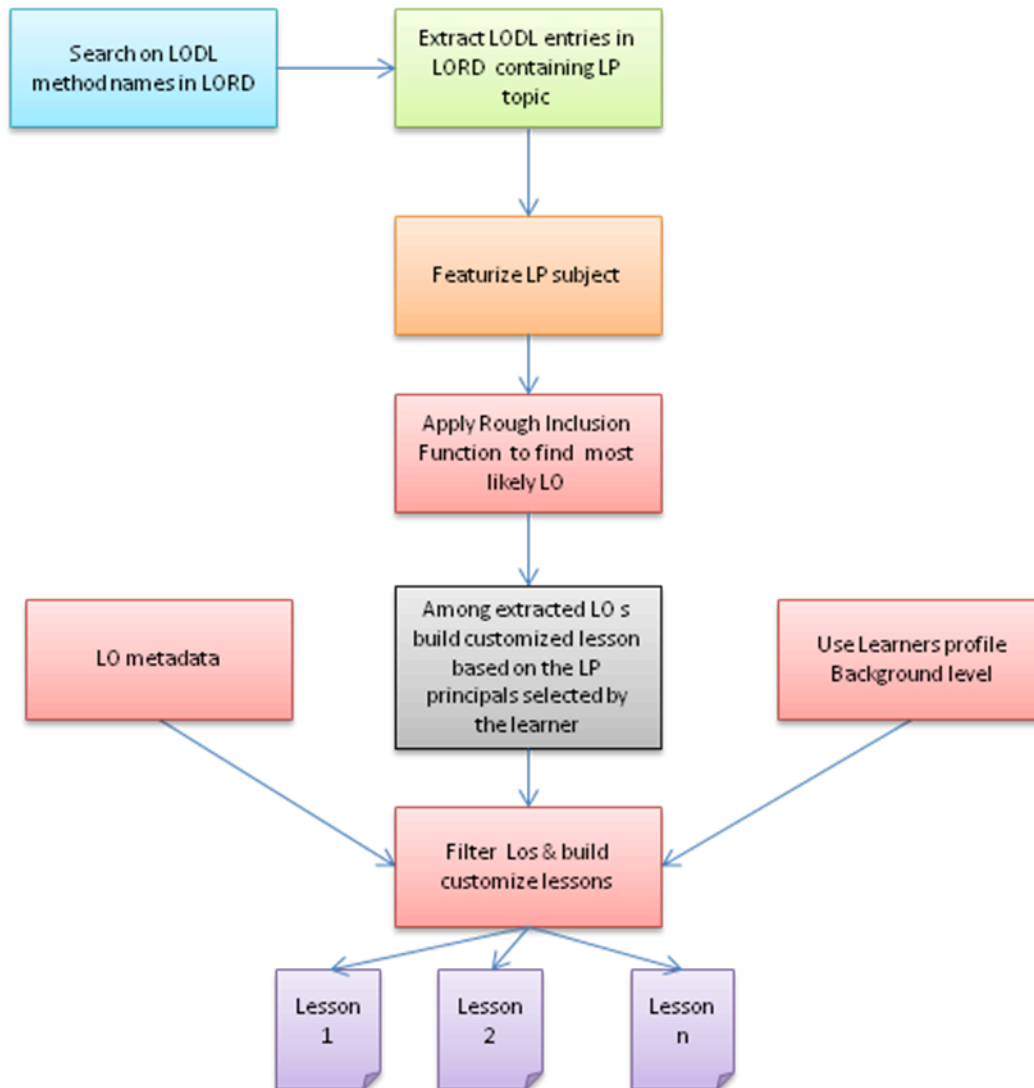 Search on LODL
method names in LORD
Extract LODL entries in
LORD containing LP
topic
Featurize LP subject
Apply Rough Inclusion
Function to find most
likely LO
Among extracted LO s
build customized lesson
based on the LP
principals selected by
the learner
LO metadata
Use Learners profile
Background level
Filter Los & build
customize lessons
Lesson
1
Lesson
2
Lesson
n